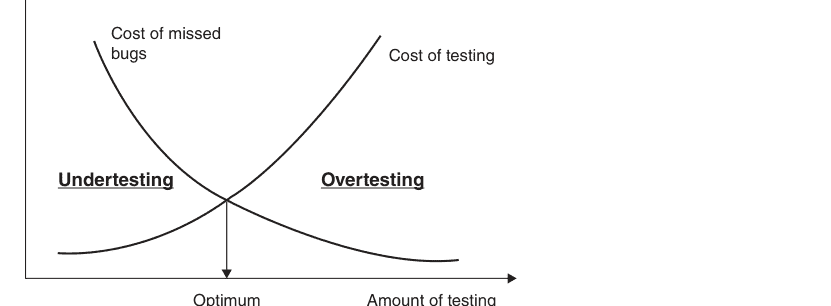 Cost of missed
bugs
Cost of testing
Undertesting
Overtesting
Optimum
Amount of testing